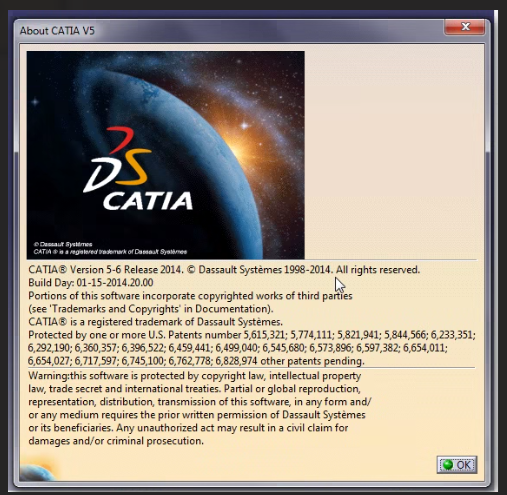 About CATIA V5
DS
CATIA
© Dassault Systèmes
CATIA ® is a registered trademark of Dassault Systèmes
CATIA® Version 5-6 Release 2014. © Dassault Systèmes 1998-2014. All rights reserved.
Build Day: 01-15-2014.20.00
Portions of this software incorporate copyrighted works of third parties
(see 'Trademarks and Copyrights' in Documentation).
CATIA® is a registered trademark of Dassault Systèmes.
Protected by one or more U.S. Patents number 5,615,321; 5,774,111; 5,821,941; 5,844,566; 6,233,351;
6,292,190; 6,360,357; 6,396,522; 6,459,441; 6,499,040; 6,545,680; 6,573,896; 6,597,382; 6,654,011;
6,654,027; 6,717,597; 6,745,100; 6,762,778; 6,828,974 other patents pending.
Warning:this software is protected by copyright law, intellectual property
law, trade secret and international treaties. Partial or global reproduction,
representation, distribution, transmission of this software, in any form and/
or any medium requires the prior written permission of Dassault Systèmes
or its beneficiaries. Any unauthorized act may result in a civil claim for
damages and/or criminal prosecution.
OK